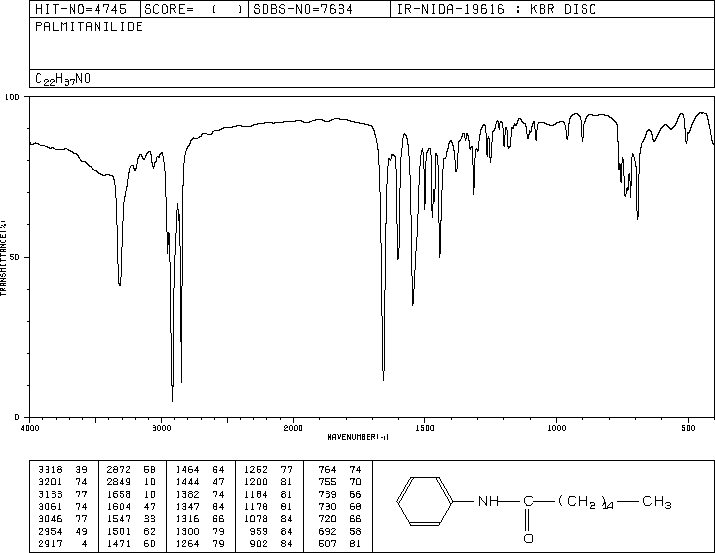 HIT-NO=4745 SCORE= ( ) SDBS-NO=7634 IR-NIDA-19616 : KBR DISC
PALMITANILIDE
C22H37NO
100
50
0
TRANSMITTANCE(%)
4000 3000 2000 1500 1000 500
WAVENUMBER(-1)
3318 39 2872 58 1464 64 1252 77 764 74
3201 74 2849 10 1444 47 1200 81 755 70
3133 77 1658 10 1382 74 1184 81 739 66
3061 74 1604 47 1347 84 1178 81 730 68
3046 77 1547 33 1316 66 1078 84 720 66
2954 49 1501 62 1300 79 959 84 692 58
2917 4 1471 60 1264 79 902 84 507 81
NH C (CH2)14 CH3
O